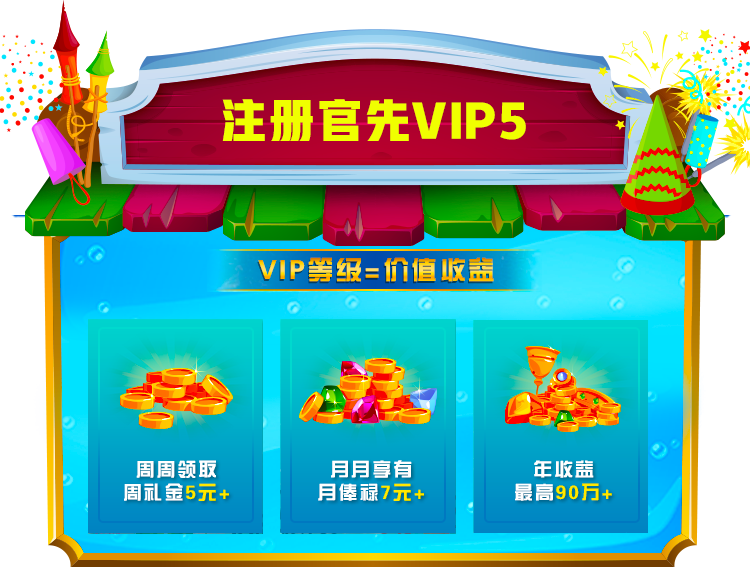 注册官先VIP5
VIP等级=价值收益
周周领取
周礼金5元+
月月享有
月俸禄7元+
年收益
最高90万+